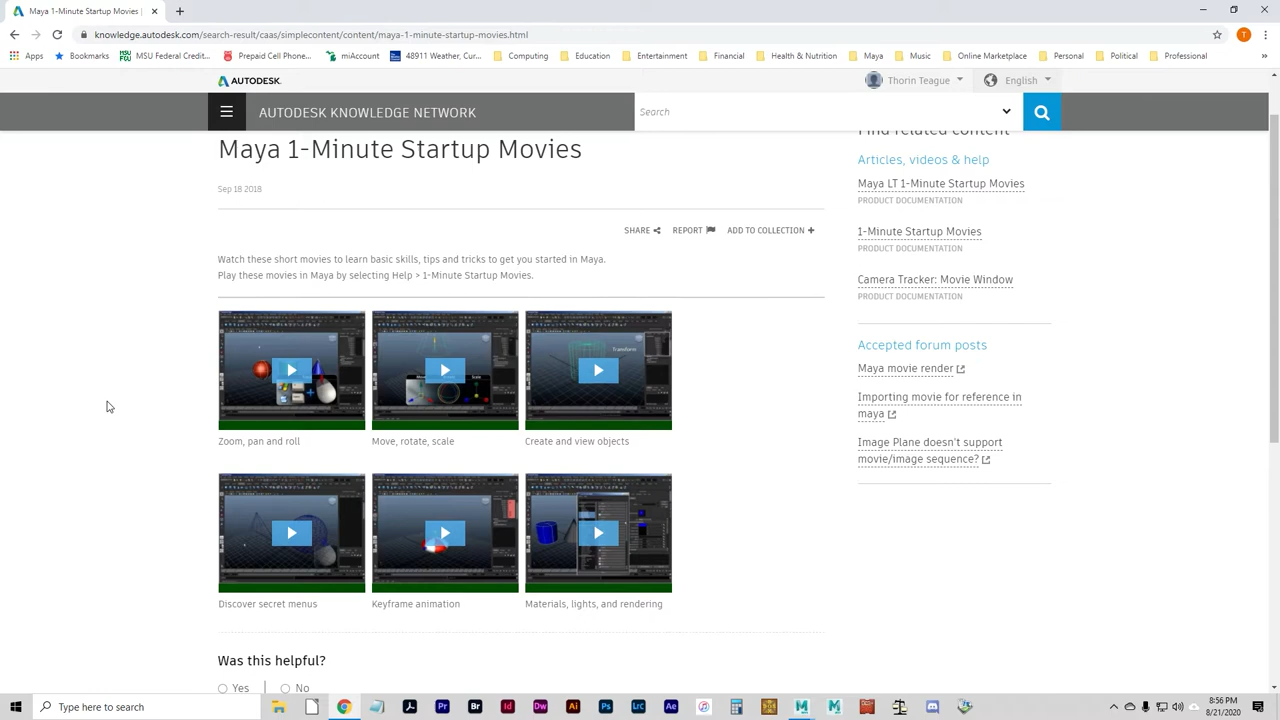 Maya 1-Minute Startup Movies |
knowledge.autodesk.com/search-result/caas/simplecontent/content/maya-1-minute-startup-movies.html
T
Apps
Bookmarks
MSU Federal Credit...
Prepaid Cell Phone...
miAccount
48911 Weather, Cur...
Computing
Education
Entertainment
Financial
Health & Nutrition
Maya
Music
Online Marketplace
Personal
Political
Professional
»
AUTODESK.
Thorin Teague
English
AUTODESK KNOWLEDGE NETWORK
Search
Maya 1-Minute Startup Movies
Sep 18 2018
SHARE
REPORT
ADD TO COLLECTION
Watch these short movies to learn basic skills, tips and tricks to get you started in Maya.
Play these movies in Maya by selecting Help > 1-Minute Startup Movies.
Transform
Zoom, pan and roll
Move, rotate, scale
Create and view objects
Discover secret menus
Keyframe animation
Materials, lights, and rendering
Was this helpful?
Yes
No
Find related content
Articles, videos & help
Maya LT 1-Minute Startup Movies
PRODUCT DOCUMENTATION
1-Minute Startup Movies
PRODUCT DOCUMENTATION
Camera Tracker: Movie Window
PRODUCT DOCUMENTATION
Accepted forum posts
Maya movie render
Importing movie for reference in
maya
Image Plane doesn't support
movie/image sequence?
Type here to search
8:56 PM
8/21/2020